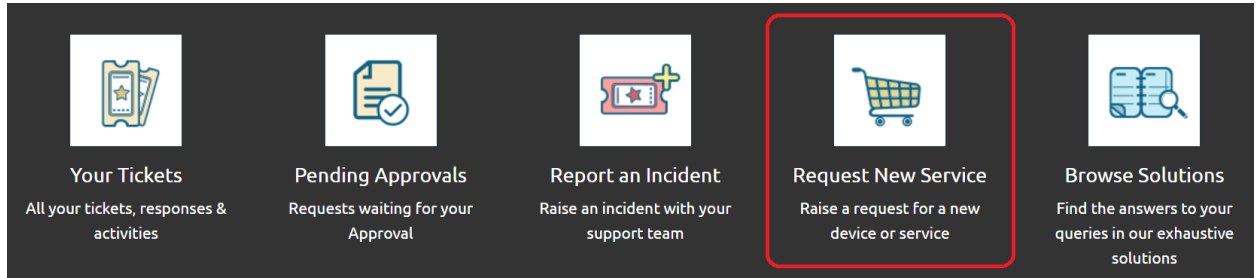 Your Tickets
All your tickets, responses &
activities
Pending Approvals
Requests waiting for your
Approval
Report an Incident
Raise an incident with your
support team
Request New Service
Raise a request for a new
device or service
Browse Solutions
Find the answers to your
queries in our exhaustive
solutions